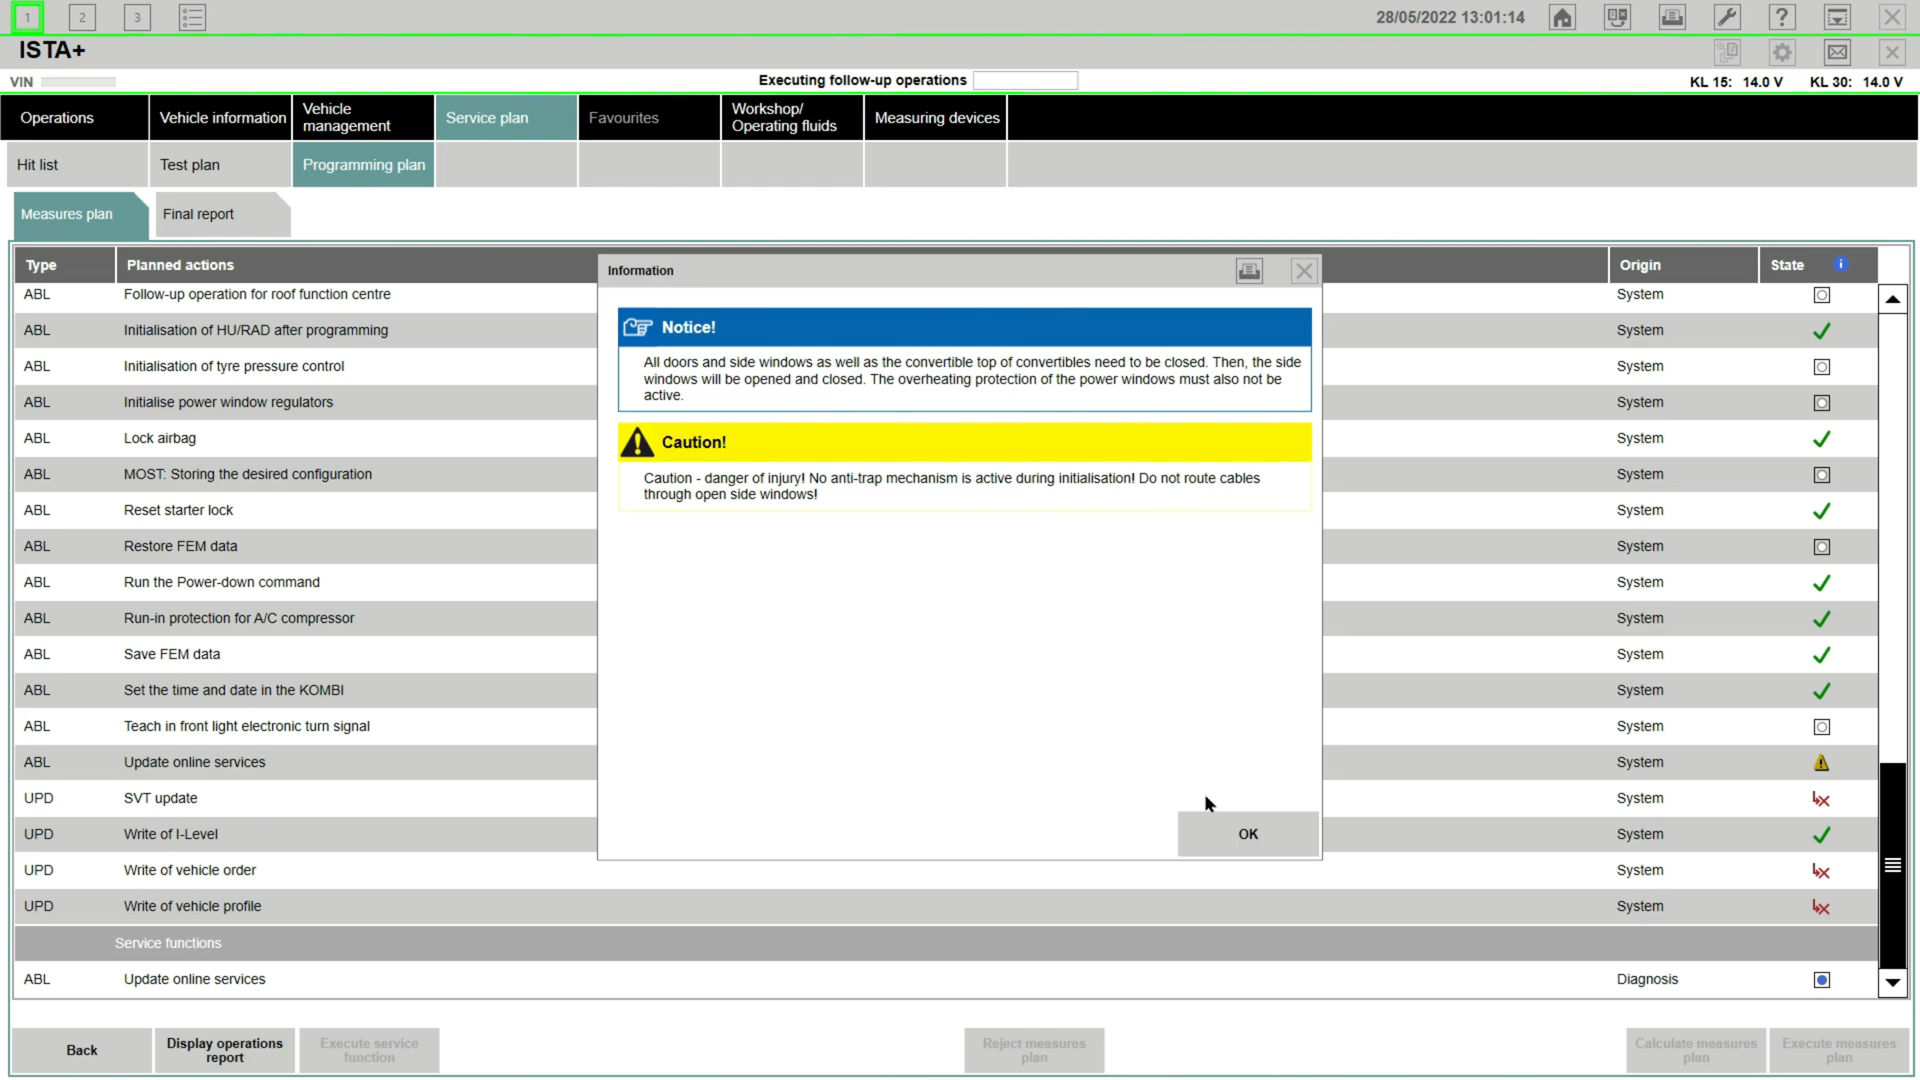 1 2 3 28/05/2022 13:01:14 ?
ISTA+
VIN Executing follow-up operations KL 15: 14.0 V KL 30: 14.0 V
Operations
Vehicle information
Vehicle
management
Service plan
Favourites
Workshop/
Operating fluids
Measuring devices
Hit list
Test plan
Programming plan
Measures plan
Final report
Type Planned actions Origin State i
ABL Follow-up operation for roof function centre System
ABL Initialisation of HU/RAD after programming System
ABL Initialisation of tyre pressure control System
ABL Initialise power window regulators System
ABL Lock airbag System
ABL MOST: Storing the desired configuration System
ABL Reset starter lock System
ABL Restore FEM data System
ABL Run the Power-down command System
ABL Run-in protection for A/C compressor System
ABL Save FEM data System
ABL Set the time and date in the KOMBI System
ABL Teach in front light electronic turn signal System
ABL Update online services System
UPD SVT update System
UPD Write of I-Level System
UPD Write of vehicle order System
UPD Write of vehicle profile System
Service functions
ABL Update online services Diagnosis
Information
Notice!
All doors and side windows as well as the convertible top of convertibles need to be closed. Then, the side
windows will be opened and closed. The overheating protection of the power windows must also not be
active.
Caution!
Caution - danger of injury! No anti-trap mechanism is active during initialisation! Do not route cables
through open side windows!
OK
Back
Display operations
report
Execute service
function
Reject measures
plan
Calculate measures
plan
Execute measures
plan